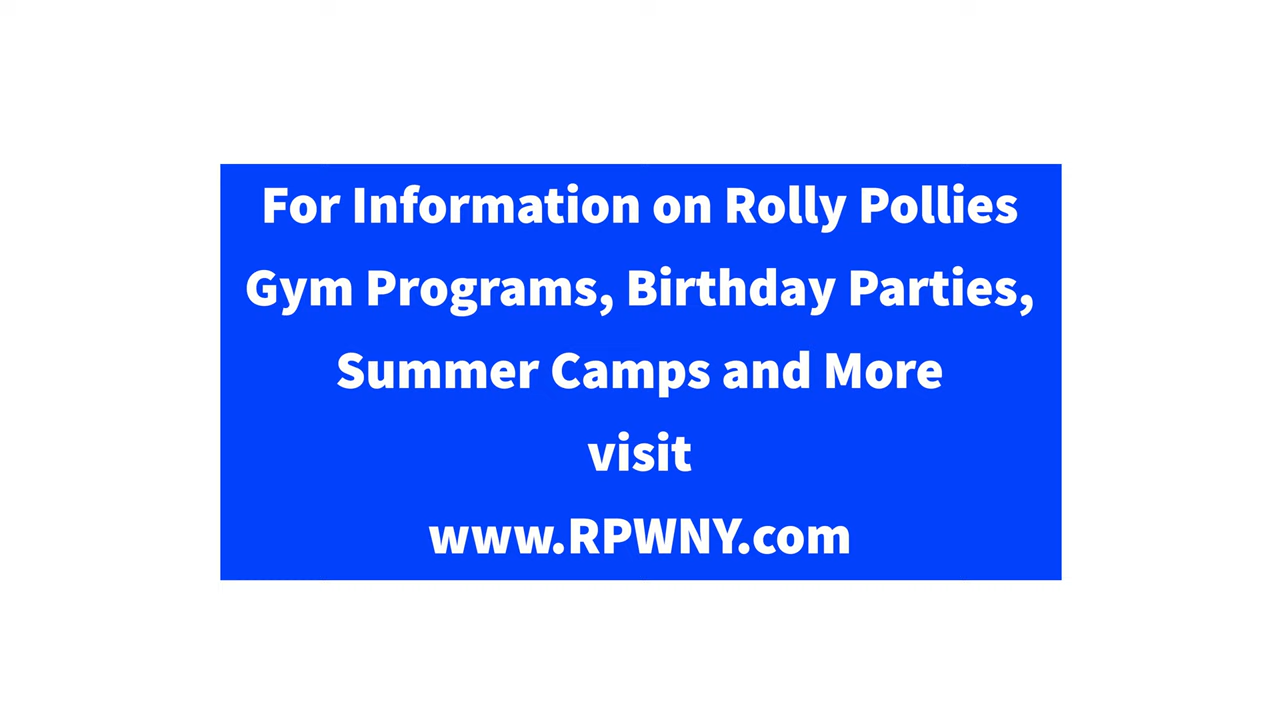 For Information on Rolly Pollies
Gym Programs, Birthday Parties,
Summer Camps and More
visit
www.RPWNY.com